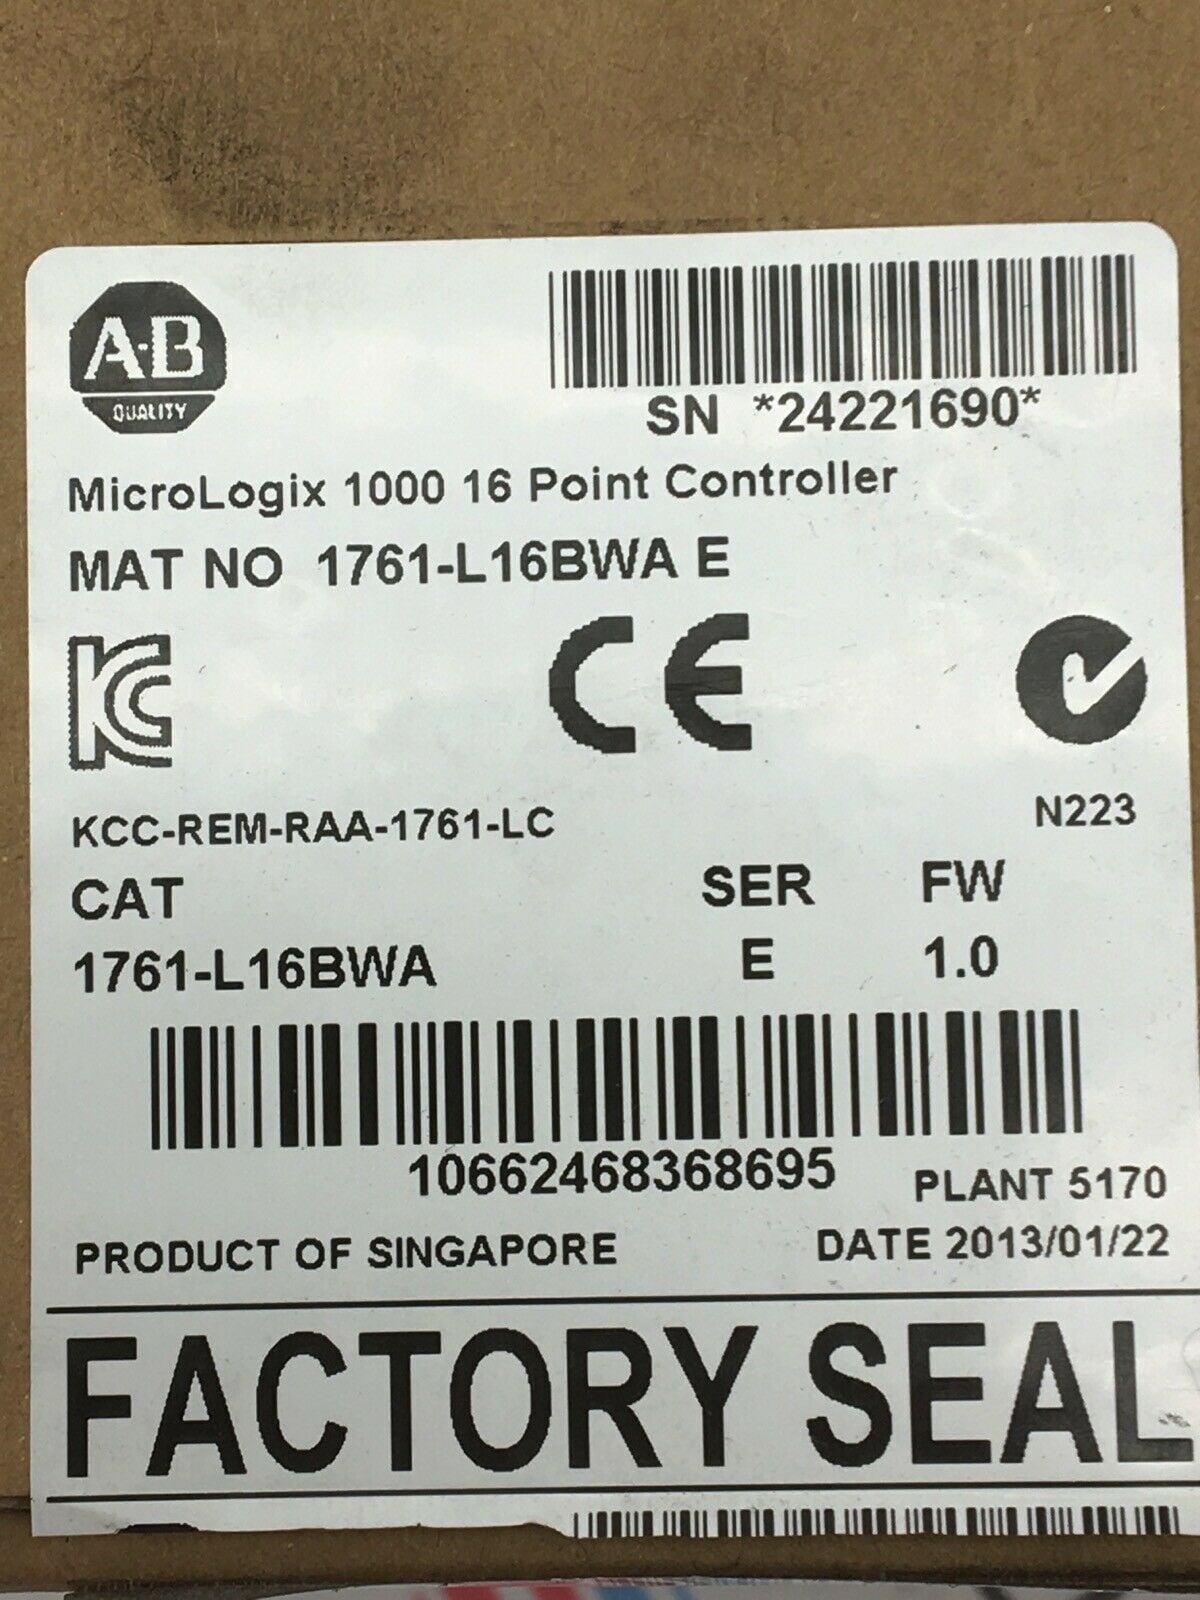 A-B
QUALITY
SN *24221690*
MicroLogix 1000 16 Point Controller
MAT NO 1761-L16BWA E
KC
CE
N223
KCC-REM-RAA-1761-LC
CAT SER FW
1761-L16BWA E 1.0
10662468368695
PLANT 5170
PRODUCT OF SINGAPORE
DATE 2013/01/22
FACTORY SEAL